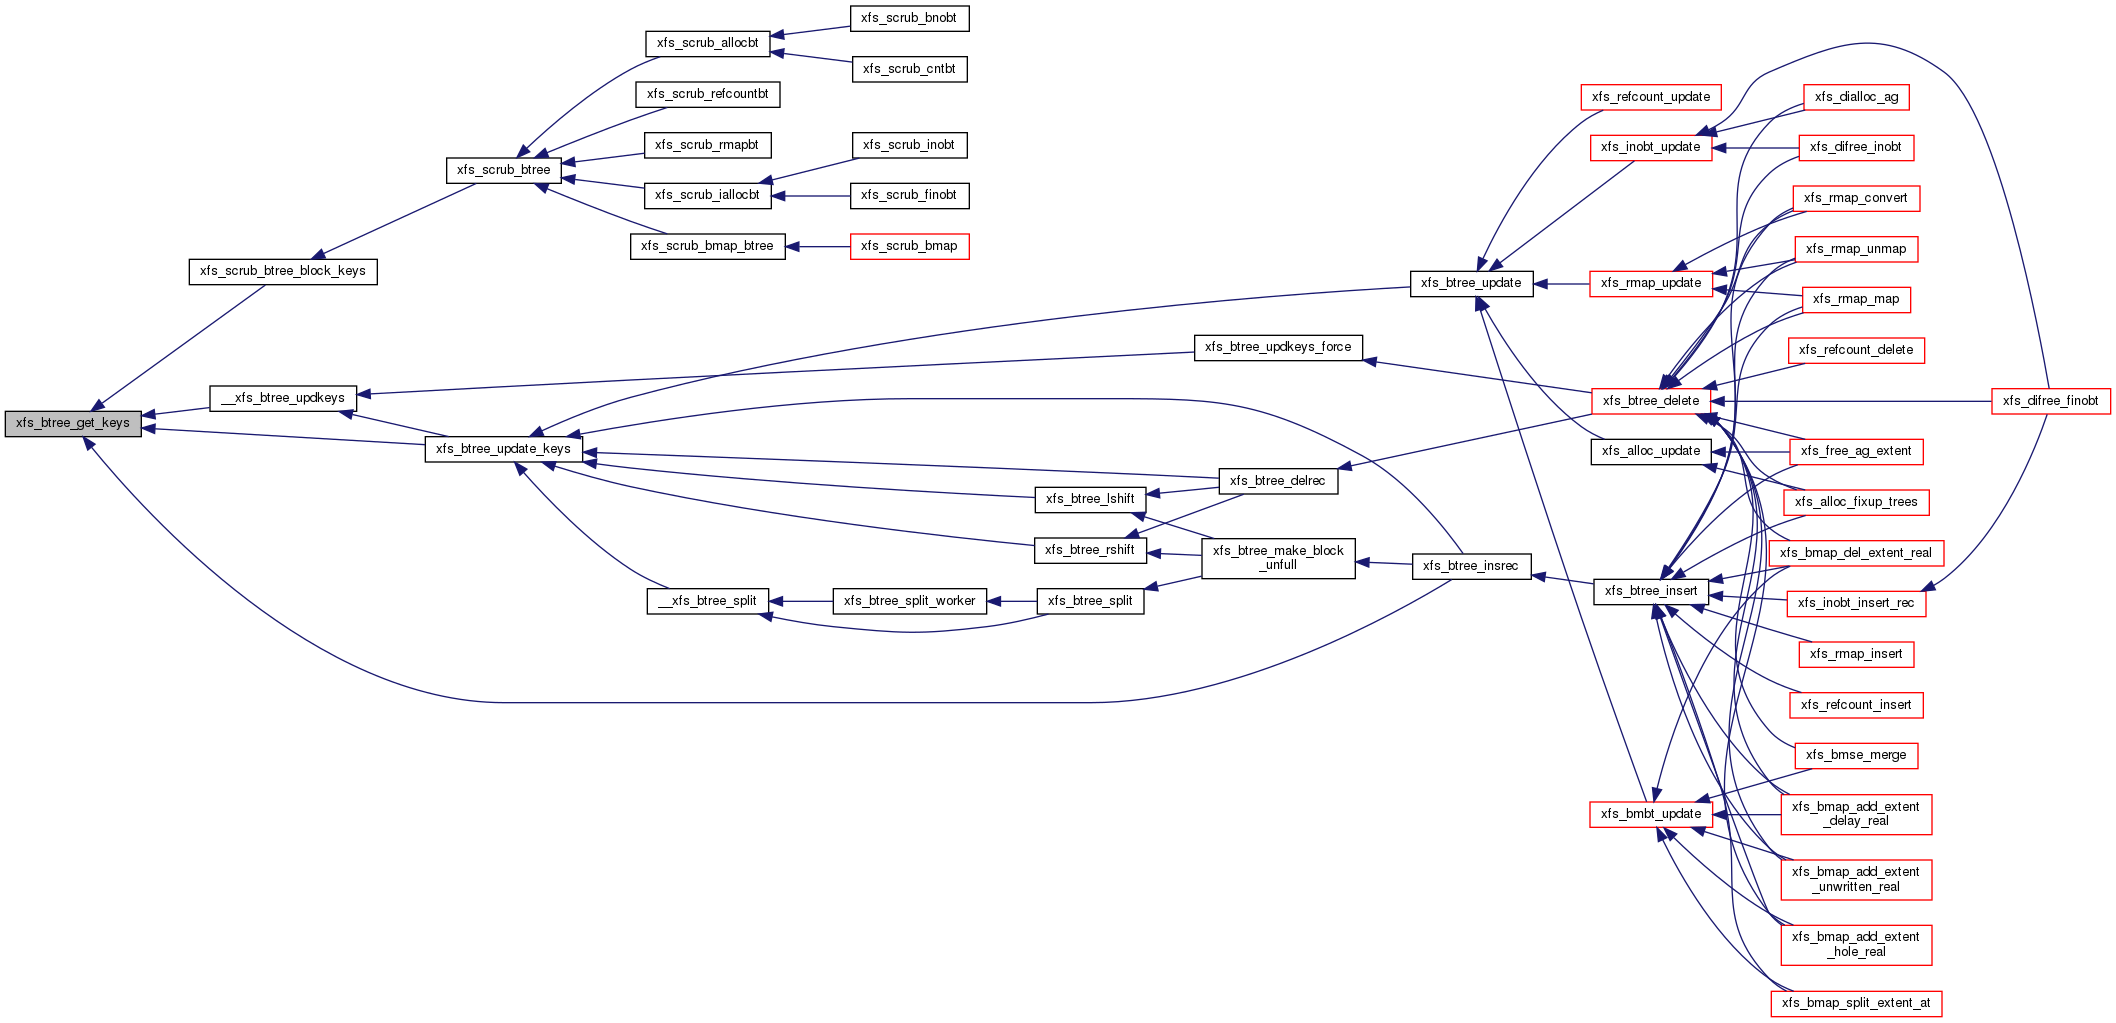 xfs_scrub_bnobt
xfs_scrub_allocbt
xfs_scrub_cntbt
xfs_scrub_refcountbt
xfs_scrub_rmapbt
xfs_scrub_inobt
xfs_scrub_btree
xfs_scrub_iallocbt
xfs_scrub_finobt
xfs_scrub_bmap_btree
xfs_scrub_bmap
xfs_scrub_btree_block_keys
xfs_btree_get_keys
__xfs_btree_updkeys
xfs_btree_update_keys
xfs_btree_updkeys_force
xfs_btree_delrec
xfs_btree_lshift
xfs_btree_rshift
__xfs_btree_split
xfs_btree_split_worker
xfs_btree_split
xfs_btree_make_block
_unfull
xfs_btree_insrec
xfs_btree_update
xfs_refcount_update
xfs_inobt_update
xfs_rmap_update
xfs_btree_delete
xfs_alloc_update
xfs_btree_insert
xfs_bmbt_update
xfs_dialloc_ag
xfs_difree_inobt
xfs_rmap_convert
xfs_rmap_unmap
xfs_rmap_map
xfs_refcount_delete
xfs_difree_finobt
xfs_free_ag_extent
xfs_alloc_fixup_trees
xfs_bmap_del_extent_real
xfs_inobt_insert_rec
xfs_rmap_insert
xfs_refcount_insert
xfs_bmse_merge
xfs_bmap_add_extent
_delay_real
xfs_bmap_add_extent
_unwritten_real
xfs_bmap_add_extent
_hole_real
xfs_bmap_split_extent_at